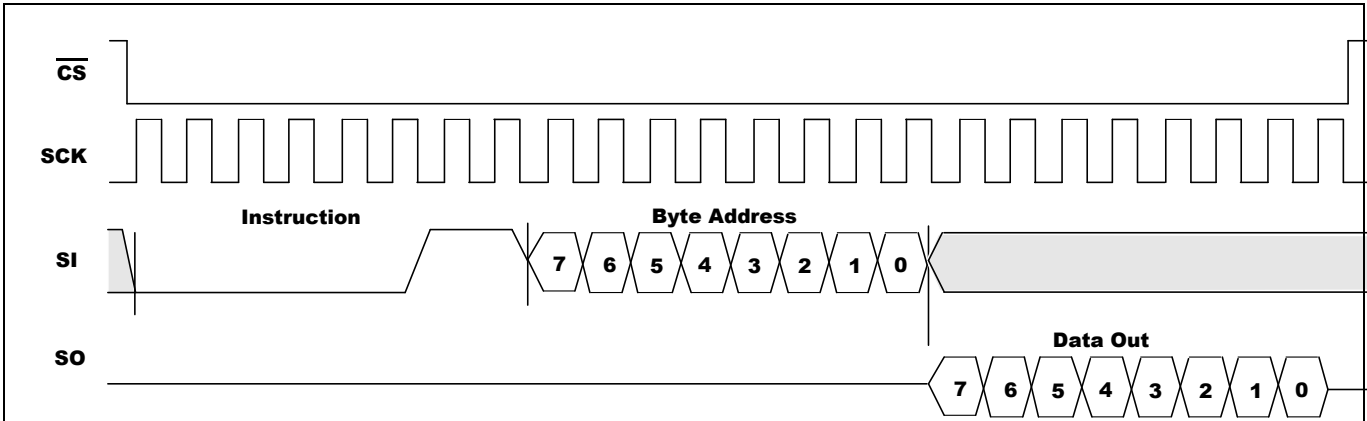 CS
SCK
Instruction
Byte Address
SI
7 6 5 4 3 2 1 0
Data Out
SO
7 6 5 4 3 2 1 0